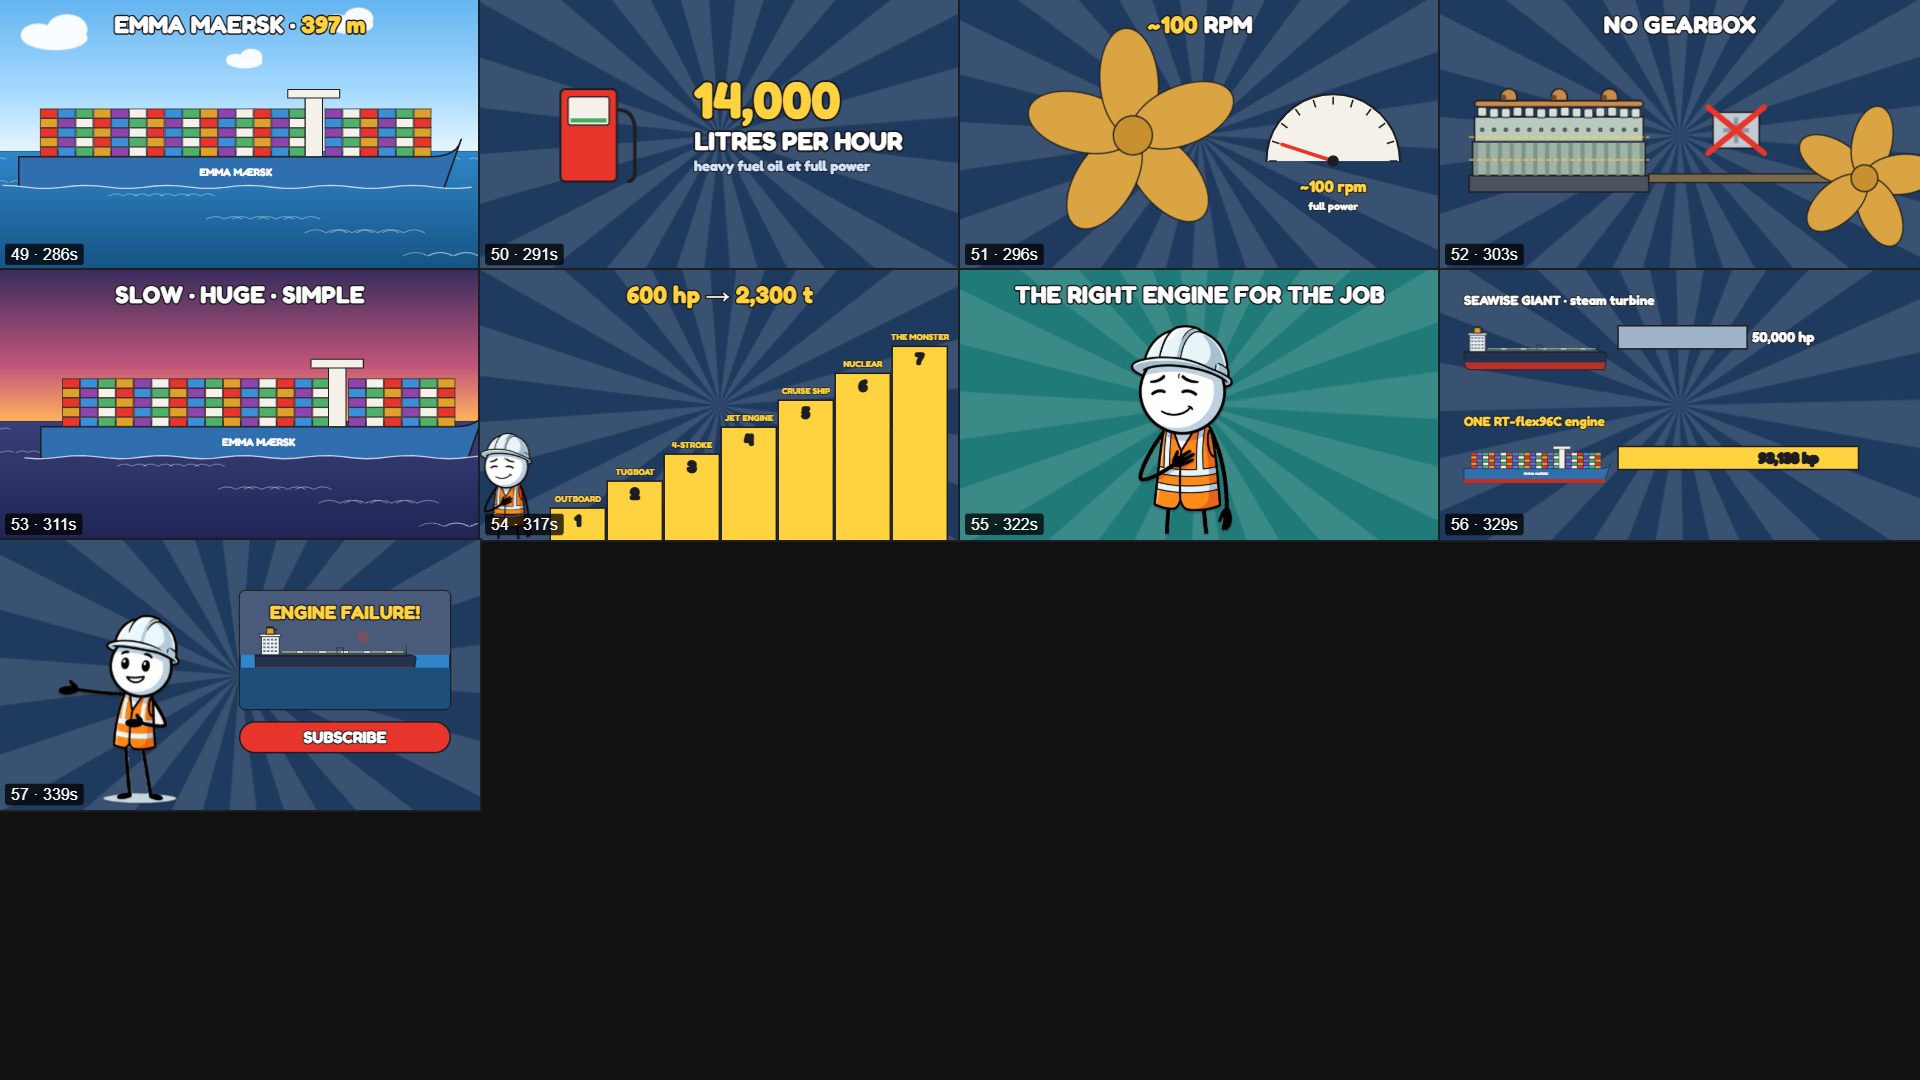 EMMA MAERSK · 397 m
EMMA MÆRSK
49 · 286s
14,000
LITRES PER HOUR
heavy fuel oil at full power
50 · 291s
~100 RPM
~100 rpm
full power
51 · 296s
NO GEARBOX
52 · 303s
SLOW · HUGE · SIMPLE
EMMA MÆRSK
53 · 311s
600 hp → 2,300 t
OUTBOARD
1
TUGBOAT
2
4-STROKE
3
JET ENGINE
4
CRUISE SHIP
5
NUCLEAR
6
THE MONSTER
7
54 · 317s
THE RIGHT ENGINE FOR THE JOB
55 · 322s
SEAWISE GIANT · steam turbine
50,000 hp
ONE RT-flex96C engine
56 · 329s
ENGINE FAILURE!
SUBSCRIBE
57 · 339s